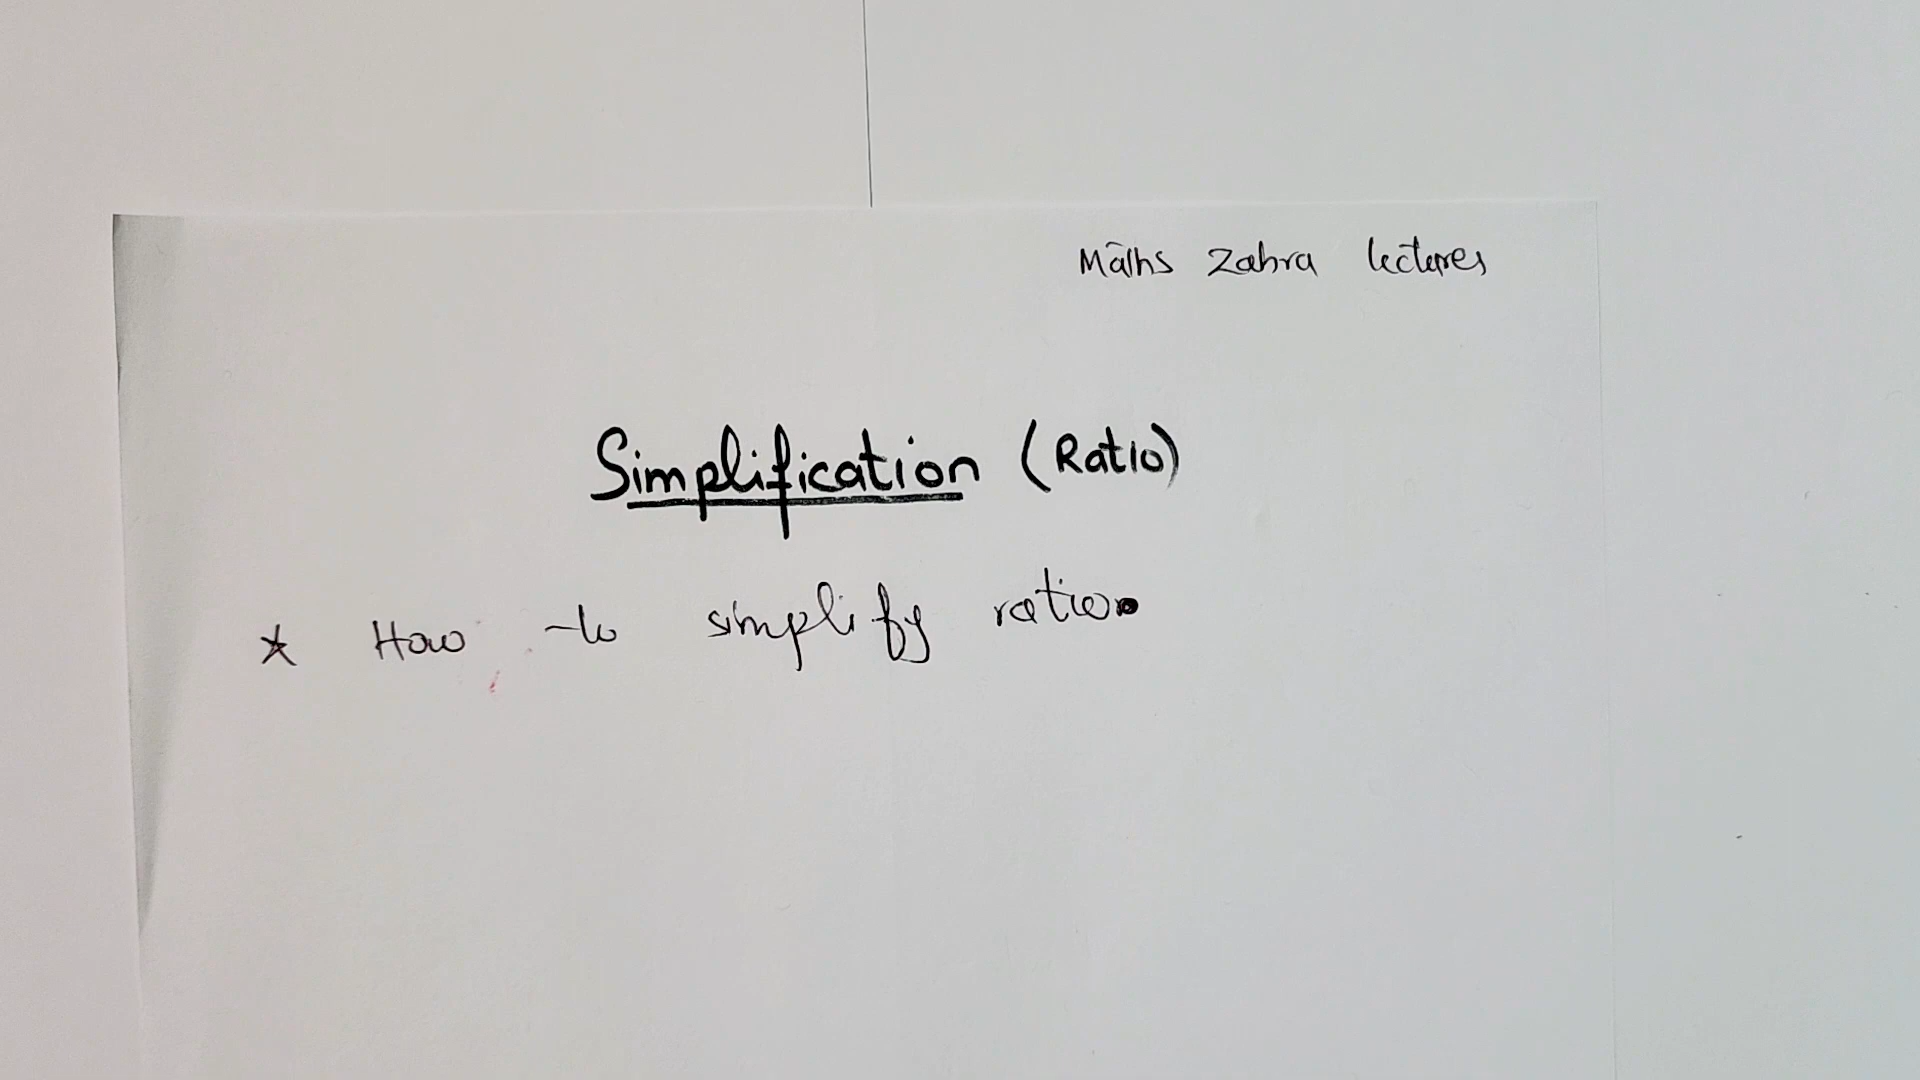 Maths Zahra lectures
Simplification (Ratio)
* How to simplify ratio.